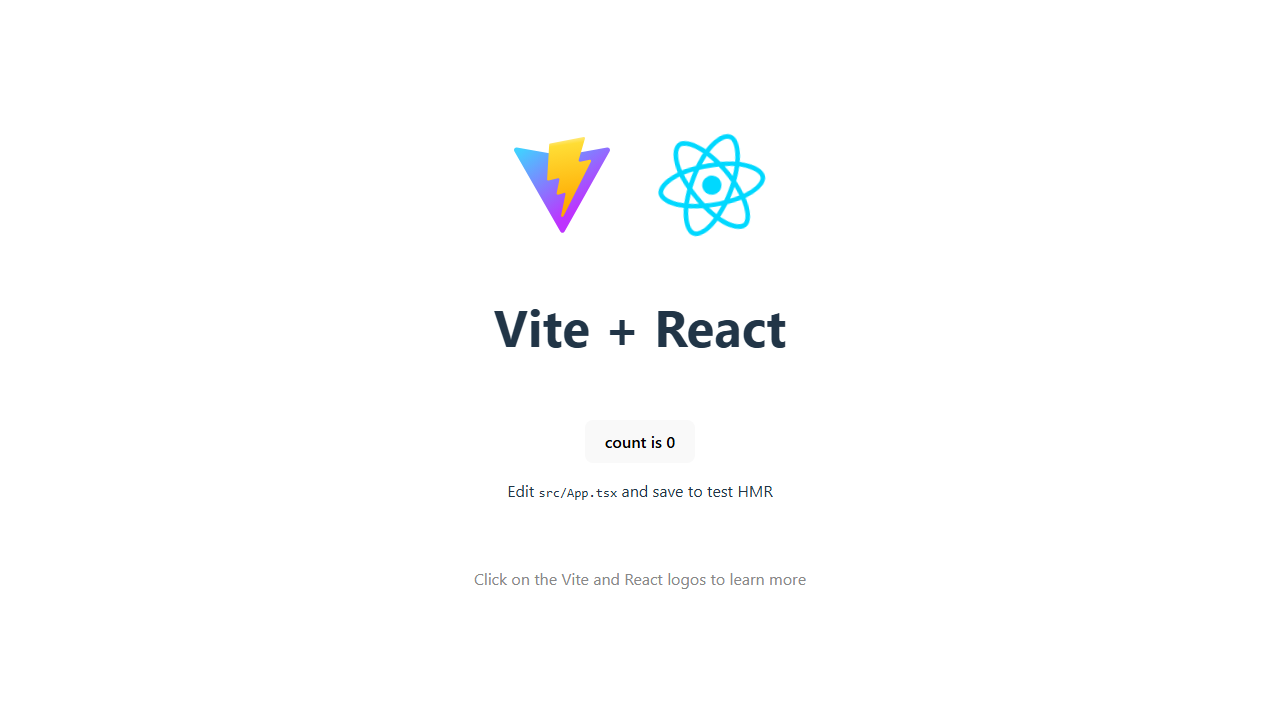 Vite + React
count is 0
Edit src/App.tsx and save to test HMR
Click on the Vite and React logos to learn more